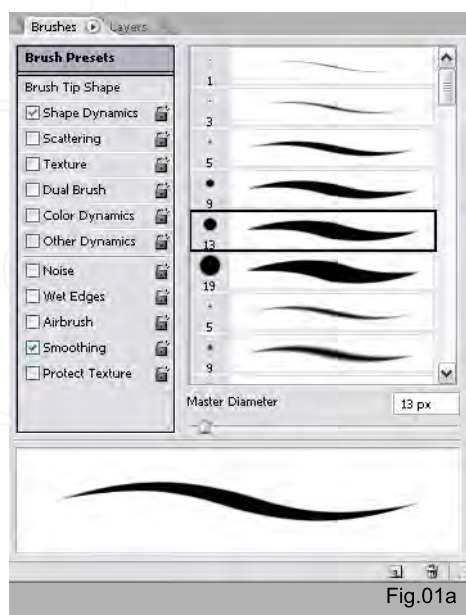 Brushes Layers
Brush Presets
Brush Tip Shape
Shape Dynamics
Scattering
Texture
Dual Brush
Color Dynamics
Other Dynamics
Noise
Wet Edges
Airbrush
Smoothing
Protect Texture
1
3
5
9
13
19
5
9
Master Diameter 13 px
Fig.01a